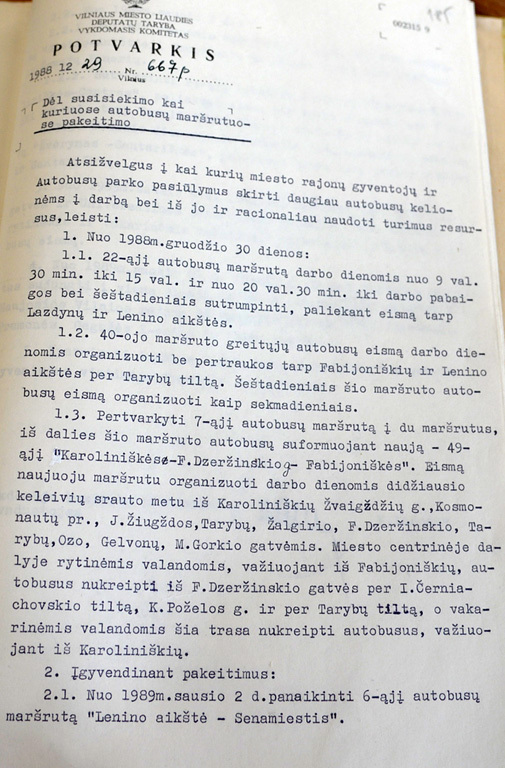 VILNIAUS MIESTO LIAUDIES
DEPUTATŲ TARYBA
VYKDOMASIS KOMITETAS
POTVARKIS
1988 12 29 Nr. 667p
Vilnius
002315 9
Dėl susisiekimo kai
kuriuose autobusų maršrutuo-
se pakeitimo
Atsižvelgus į kai kurių miesto rajonų gyventojų ir
Autobusų parko pasiūlymus skirti daugiau autobusų kelio-
nėms į darbą bei iš jo ir racionaliau naudoti turimus resur-
sus,leisti:
1. Nuo 1988m.gruodžio 30 dienos:
1.1. 22-ąjį autobusų maršrutą darbo dienomis nuo 9 val.
30 min. iki 15 val. ir nuo 20 val.30 min. iki darbo pabai-
gos bei šeštadieniais sutrumpinti, paliekant eismą tarp
Lazdynų ir Lenino aikštės.
1.2. 40-ojo maršruto greitųjų autobusų eismą darbo die-
nomis organizuoti be pertraukos tarp Fabijoniškių ir Lenino
aikštės per Tarybų tiltą. Šeštadieniais šio maršruto auto-
busų eismą organizuoti kaip sekmadieniais.
1.3. Pertvarkyti 7-ąjį autobusų maršrutą į du maršrutus,
iš dalies šio maršruto autobusų suformuojant naują - 49-
ąjį "Karoliniškės-F.Dzeržinskio g.- Fabijoniškės". Eismą
naujuoju maršrutu organizuoti darbo dienomis didžiausio
keleivių srauto metu iš Karoliniškių Žvaigždžių g.,Kosmo-
nautų pr., J.Žiugždos,Tarybų, Žalgirio, F.Dzeržinskio, Ta-
rybų,Ozo, Gelvonų, M.Gorkio gatvėmis. Miesto centrinėje da-
lyje rytinėmis valandomis, važiuojant iš Fabijoniškių, au-
tobusus nukreipti iš F.Dzeržinskio gatvės per I.Černia-
chovskio tiltą, K.Poželos g. ir per Tarybų tiltą, o vaka-
rinėmis valandomis šia trasa nukreipti autobusus, važiuo-
jant iš Karoliniškių.
2. Įgyvendinant pakeitimus:
2.1. Nuo 1989m.sausio 2 d.panaikinti 6-ąjį autobusų
maršrutą "Lenino aikštė - Senamiestis".